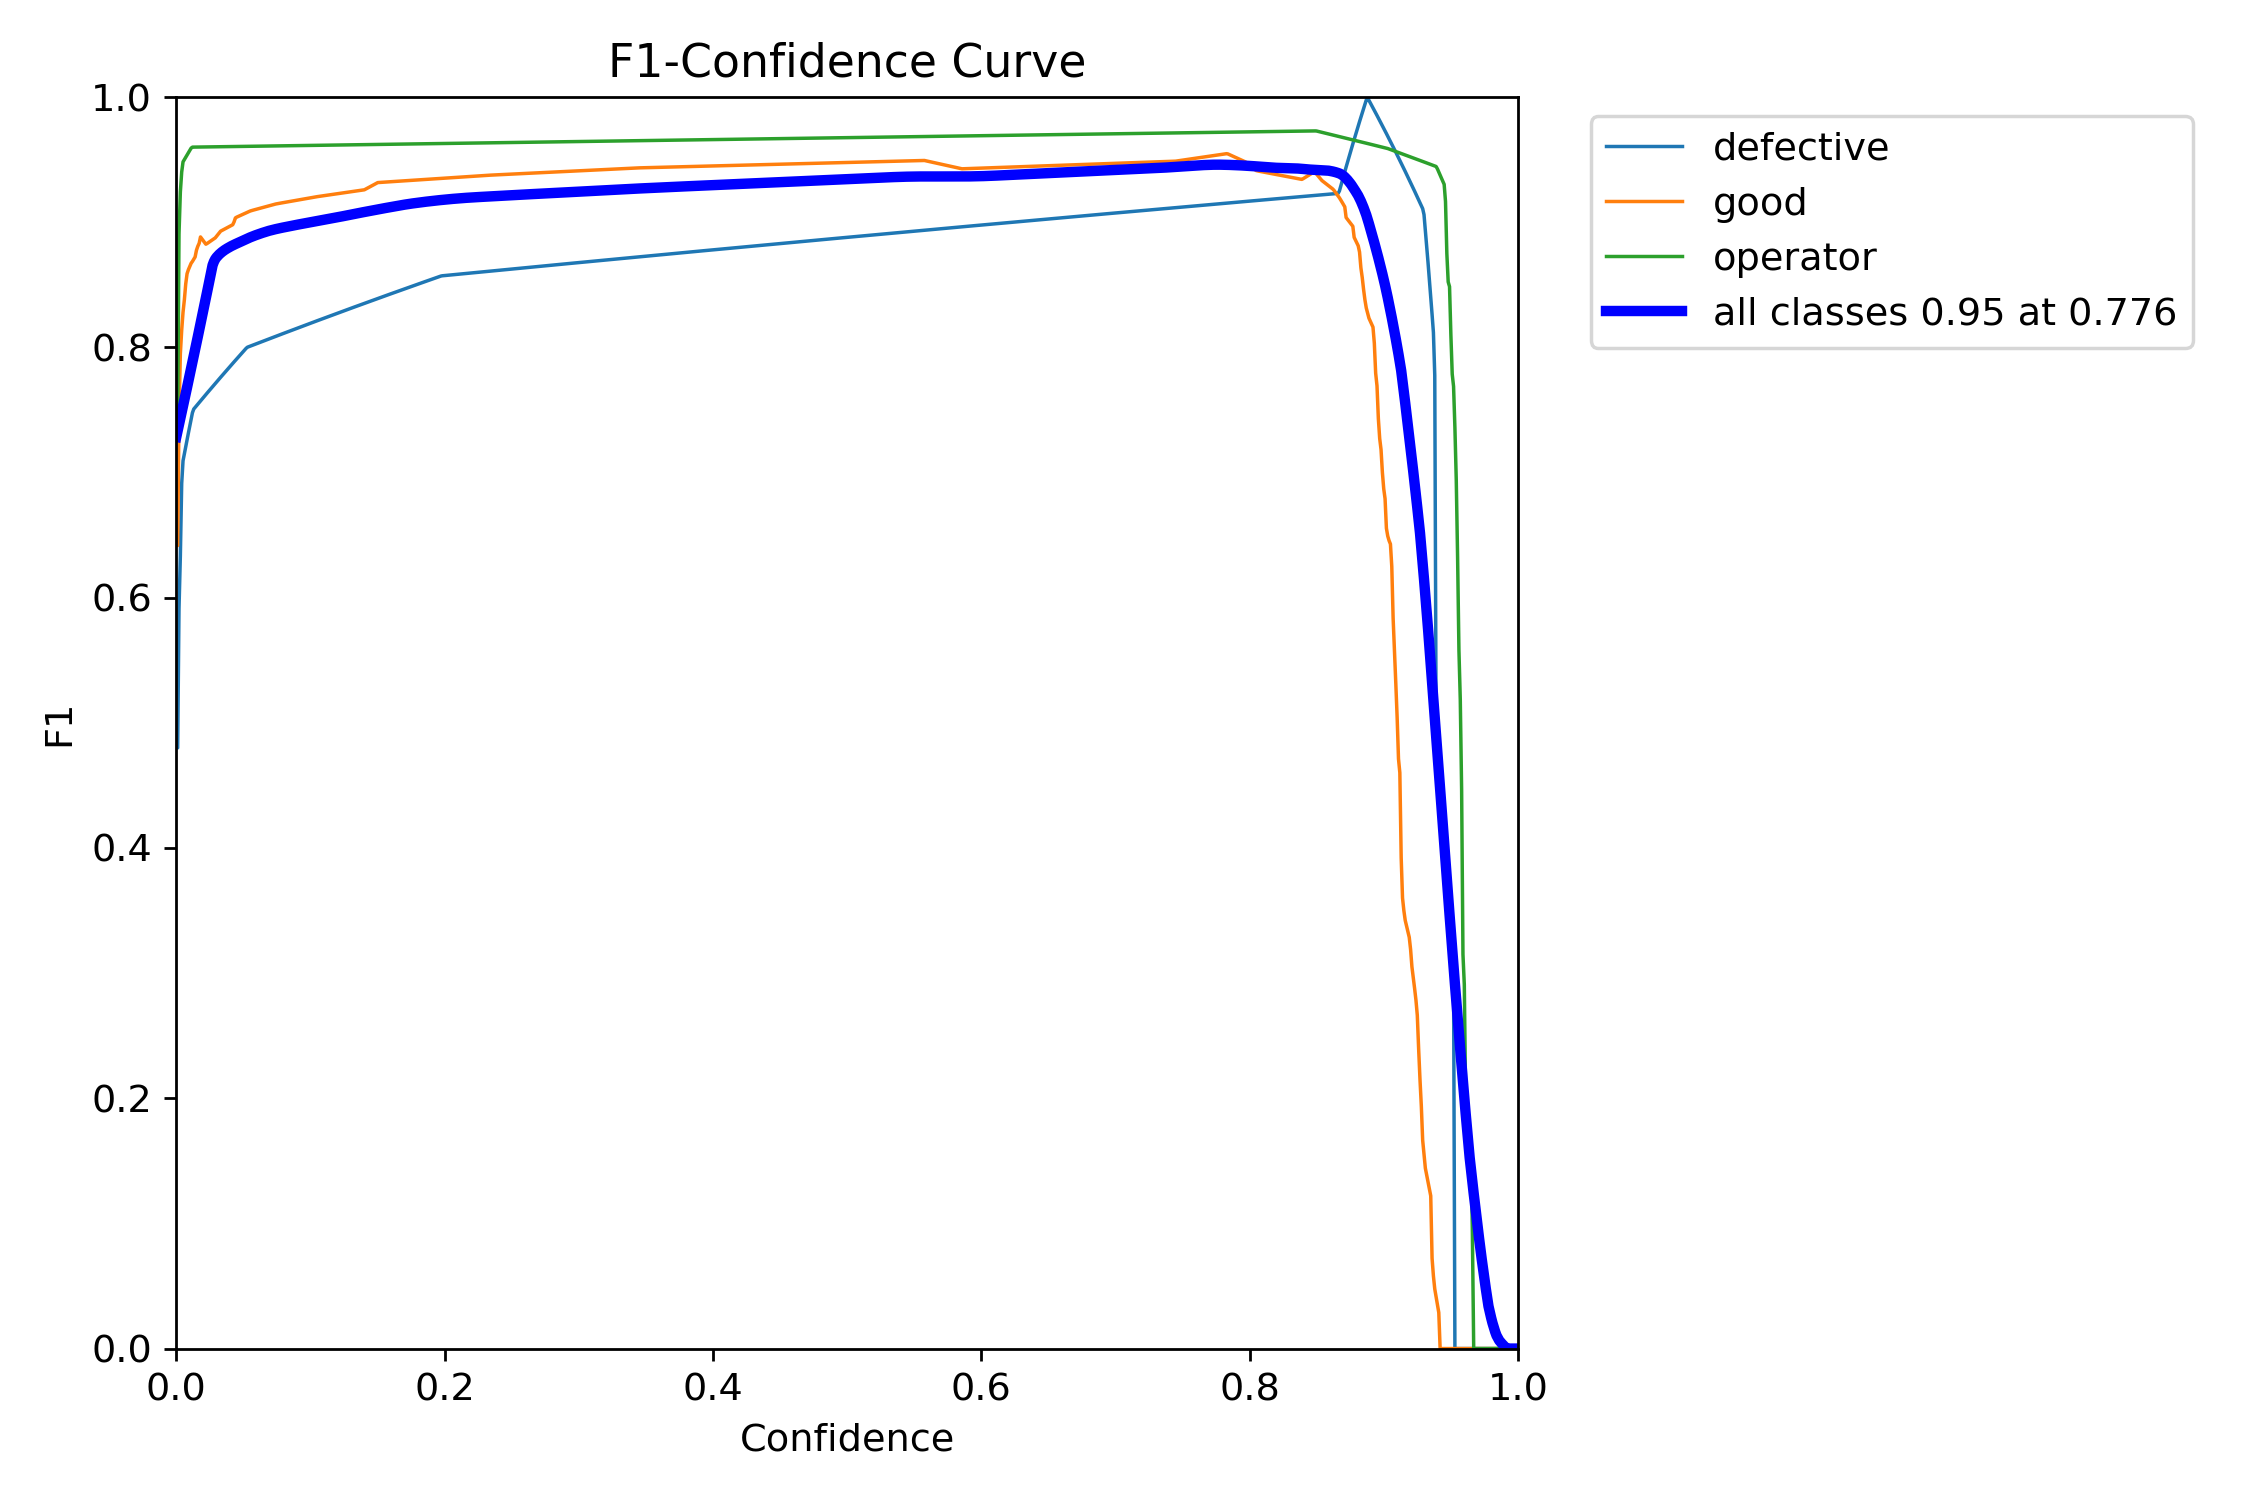 F1-Confidence Curve
1.0
0.8
0.6
0.4
0.2
0.0
F1
0.0 0.2 0.4 0.6 0.8 1.0
Confidence
defective
good
operator
all classes 0.95 at 0.776